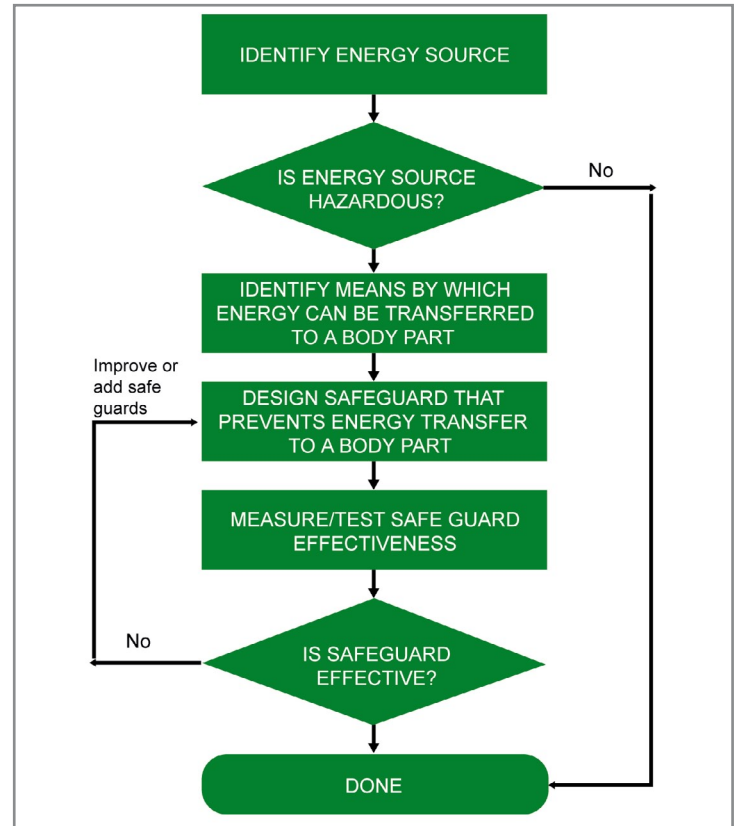 IDENTIFY ENERGY SOURCE
IS ENERGY SOURCE
HAZARDOUS?
No
IDENTIFY MEANS BY WHICH
ENERGY CAN BE TRANSFERRED
TO A BODY PART
Improve or
add safe
guards
DESIGN SAFEGUARD THAT
PREVENTS ENERGY TRANSFER
TO A BODY PART
MEASURE/TEST SAFE GUARD
EFFECTIVENESS
No
IS SAFEGUARD
EFFECTIVE?
DONE